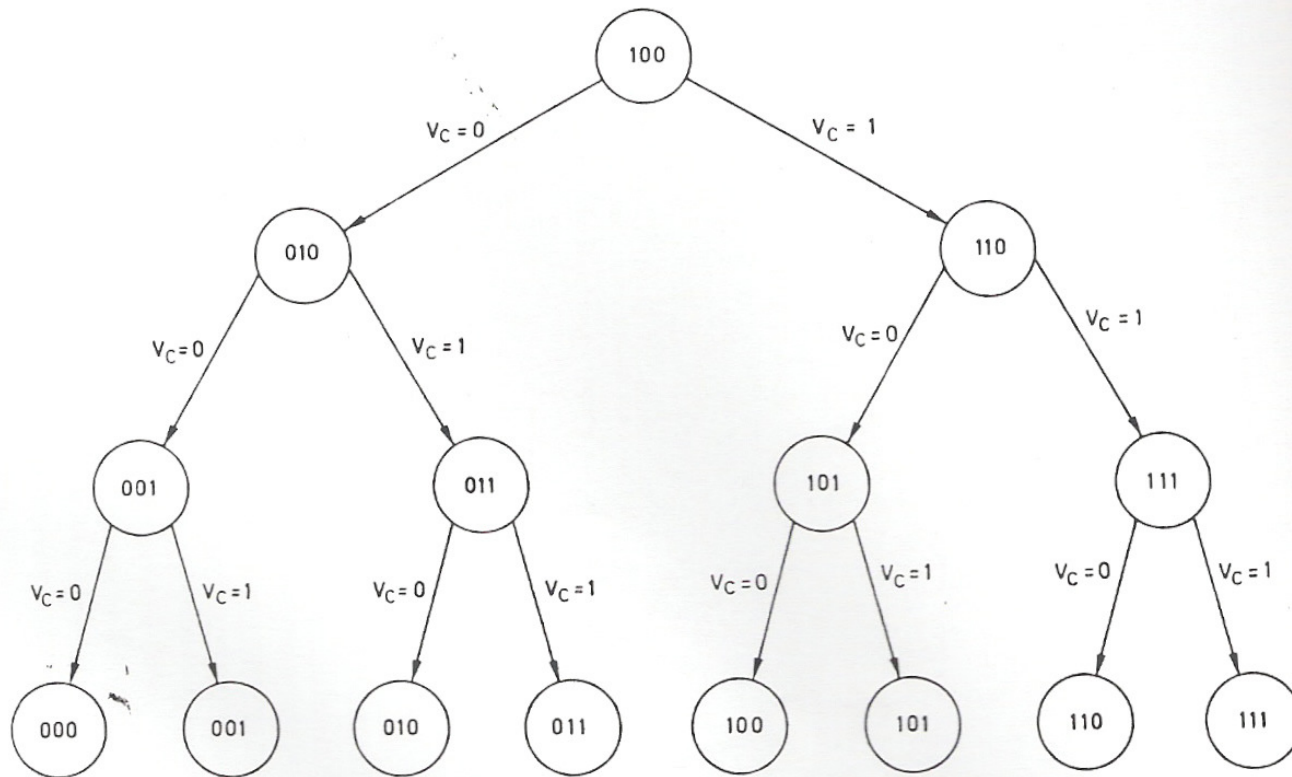 100
V_C = 0
V_C = 1
010
110
V_C = 0
V_C = 1
V_C = 0
V_C = 1
001
011
101
111
V_C = 0
V_C = 1
V_C = 0
V_C = 1
V_C = 0
V_C = 1
V_C = 0
V_C = 1
000
001
010
011
100
101
110
111